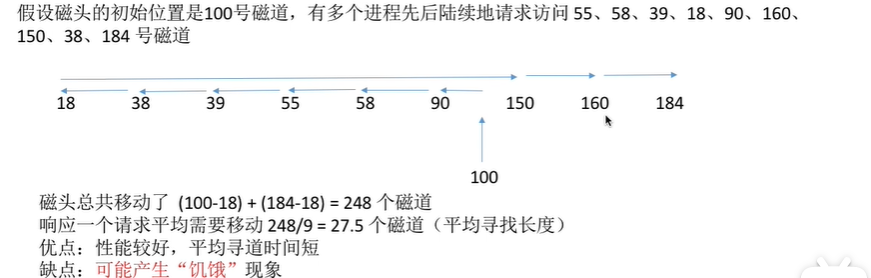 假设磁头的初始位置是100号磁道，有多个进程先后陆续地请求访问 55、58、39、18、90、160、
150、38、184 号磁道
18 38 39 55 58 90 150 160 184
100
磁头总共移动了 (100-18) + (184-18) = 248 个磁道
响应一个请求平均需要移动 248/9 = 27.5 个磁道（平均寻找长度）
优点：性能较好，平均寻道时间短
缺点：可能产生“饥饿”现象